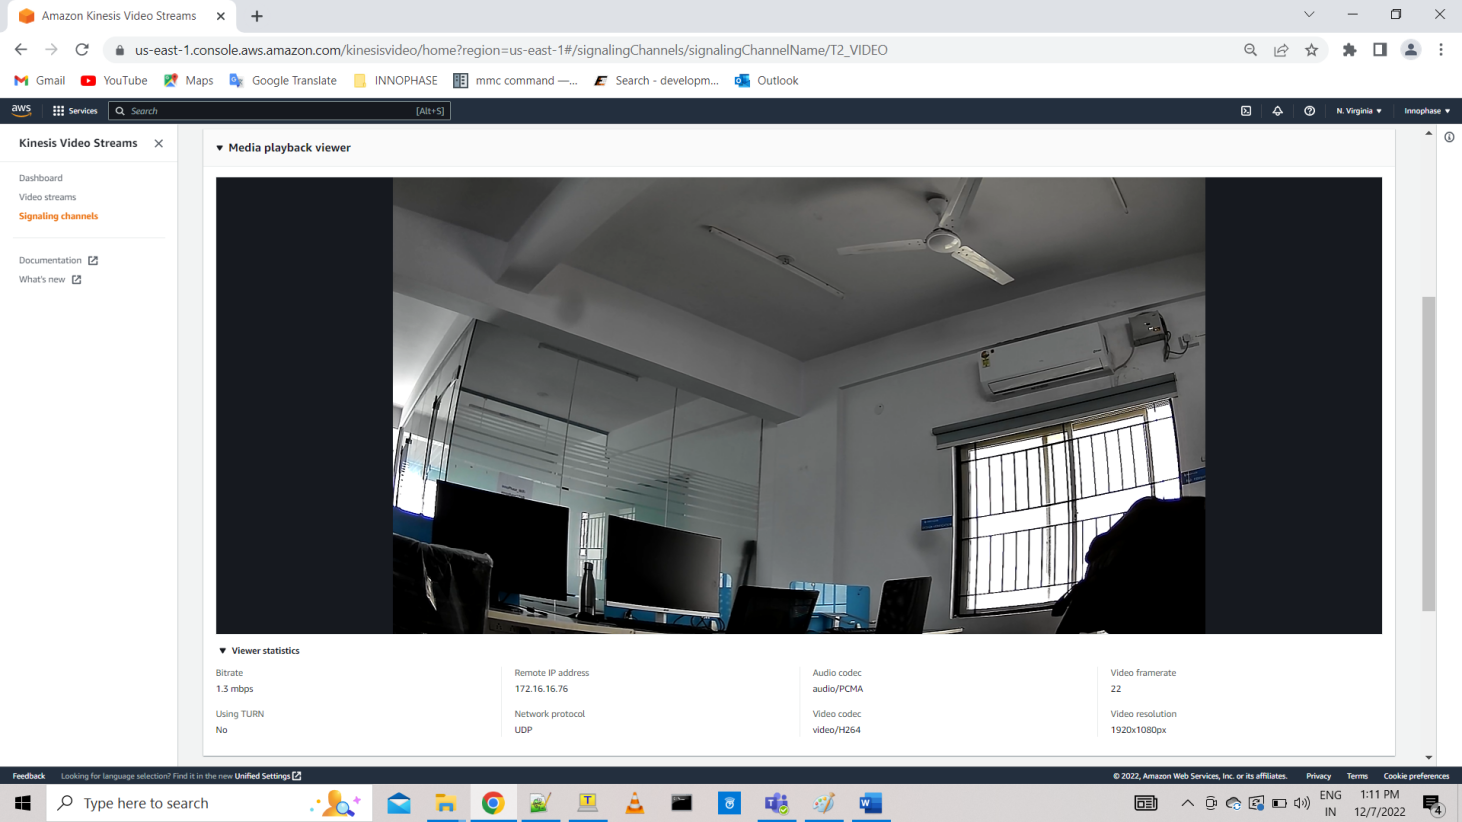 Amazon Kinesis Video Streams
us-east-1.console.aws.amazon.com/kinesisvideo/home?region=us-east-1#/signalingChannels/signalingChannelName/T2_VIDEO
Gmail YouTube Maps Google Translate INNOPHASE mmc command —... Search - developm... Outlook
aws Services Search [Alt+S] N. Virginia Innophase
Kinesis Video Streams
Dashboard
Video streams
Signaling channels
Documentation
What's new
Media playback viewer
Viewer statistics
Bitrate Remote IP address Audio codec Video framerate
1.3 mbps 172.16.16.76 audio/PCMA 22
Using TURN Network protocol Video codec Video resolution
No UDP video/H264 1920x1080px
Feedback Looking for language selection? Find it in the new Unified Settings © 2022, Amazon Web Services, Inc. or its affiliates. Privacy Terms Cookie preferences
Type here to search
ENG 1:11 PM
IN 12/7/2022 4